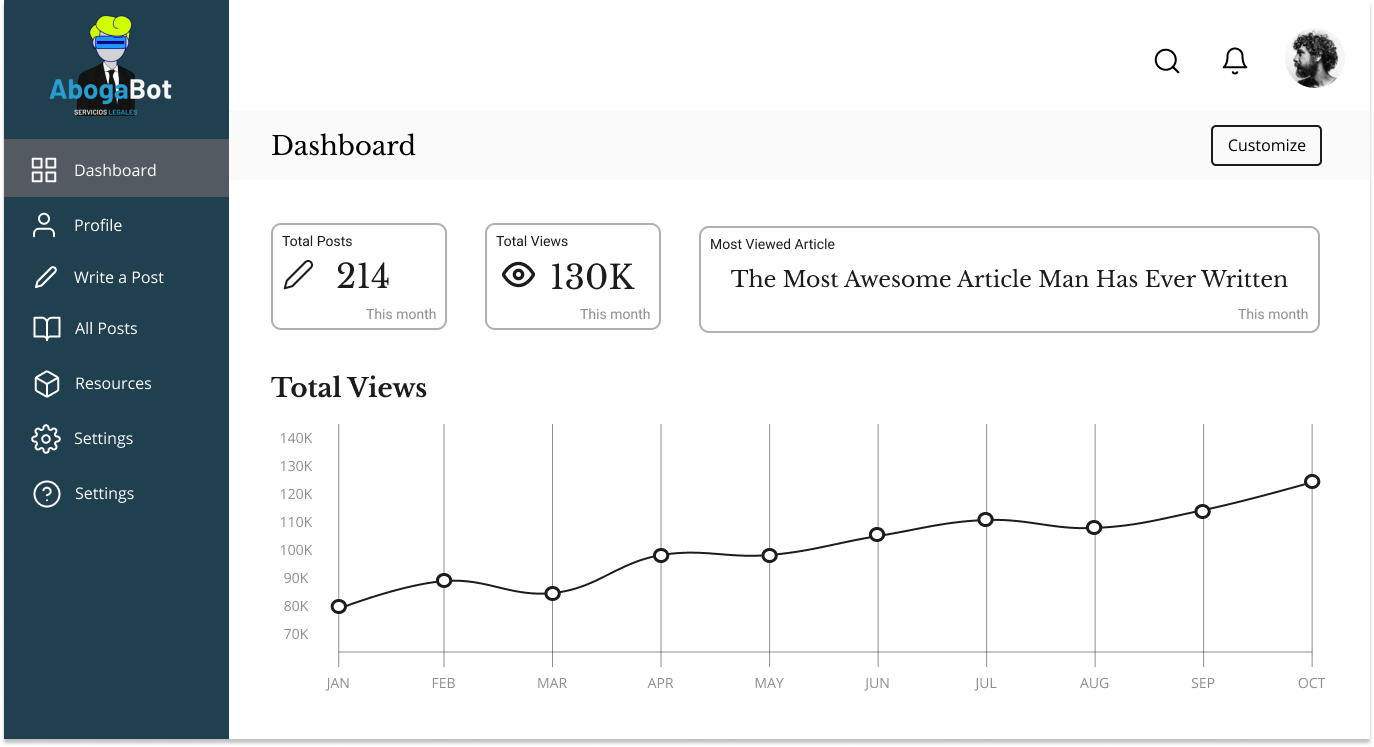 AbogaBot
SERVICIOS LEGALES
Dashboard
Profile
Write a Post
All Posts
Resources
Settings
Settings
Dashboard
Customize
Total Posts
214
This month
Total Views
130K
This month
Most Viewed Article
The Most Awesome Article Man Has Ever Written
This month
Total Views
140K
130K
120K
110K
100K
90K
80K
70K
JAN FEB MAR APR MAY JUN JUL AUG SEP OCT